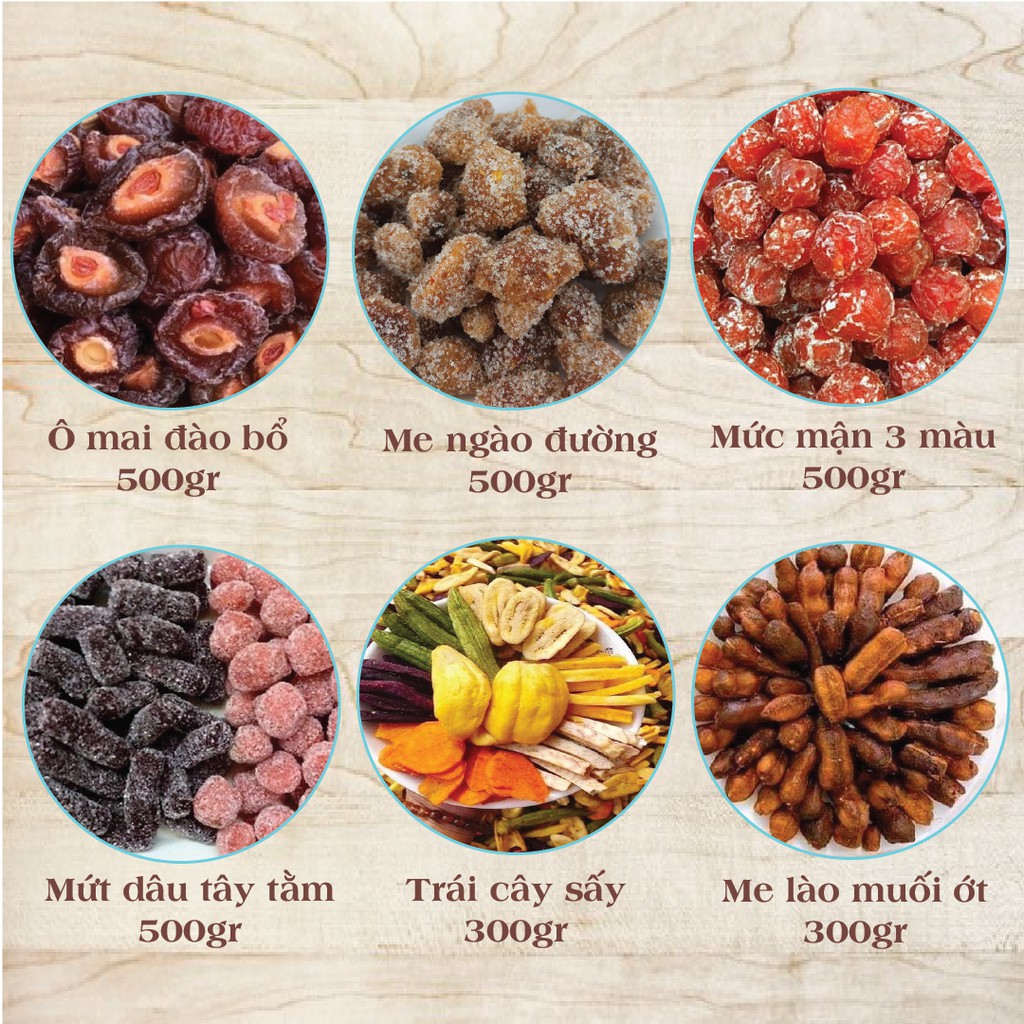 Ô mai đào bổ
500gr
Me ngào đường
500gr
Mức mận 3 màu
500gr
Mứt dâu tây tằm
500gr
Trái cây sấy
300gr
Me lào muối ớt
300gr